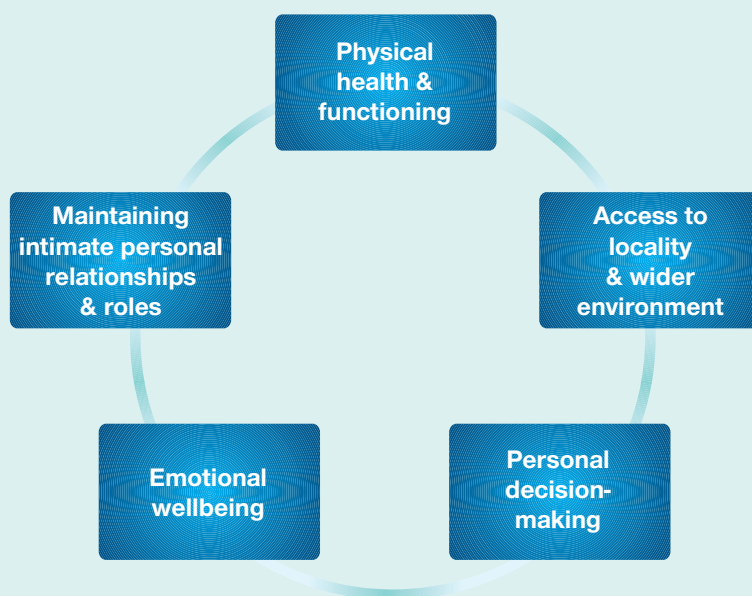 Physical
health &
functioning
Maintaining
intimate personal
relationships
& roles
Access to
locality
& wider
environment
Emotional
wellbeing
Personal
decision-
making